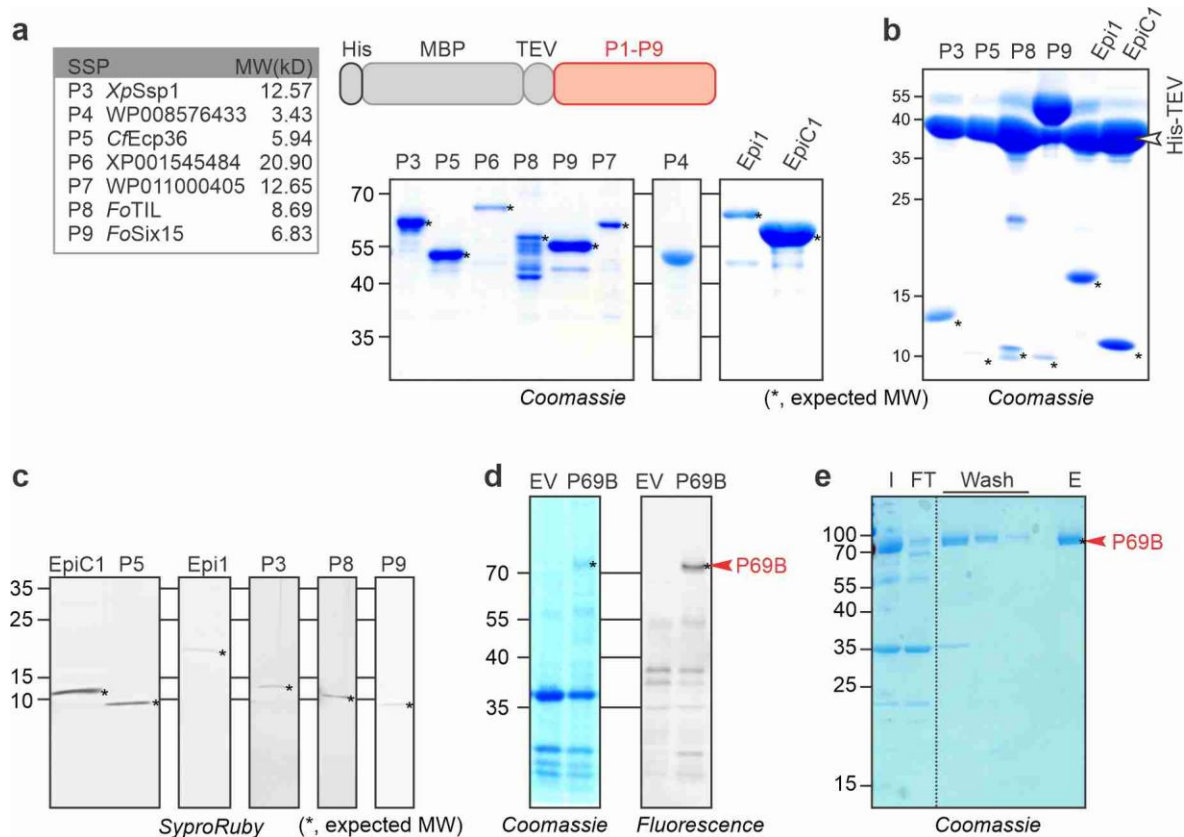 a
SSP MW(kD)
P3 XpSsp1 12.57
P4 WP008576433 3.43
P5 CfEcp36 5.94
P6 XP001545484 20.90
P7 WP011000405 12.65
P8 FoTIL 8.69
P9 FoSix15 6.83
His MBP TEV P1-P9
P3 P5 P6 P8 P9 P7 P4 Epi1 EpiC1
70
55
40
35
* * * * * * * *
Coomassie (*, expected MW)
b
P3 P5 P8 P9 Epi1 EpiC1
55
40
35
25
15
10
His-TEV
* * * * * *
Coomassie
c
EpiC1 P5 Epi1 P3 P8 P9
35
25
15
10
* * * * * *
SyproRuby (*, expected MW)
d
EV P69B EV P69B
70
55
40
35
* *
P69B
Coomassie Fluorescence
e
I FT Wash E
100
70
55
40
35
25
15
*
P69B
Coomassie